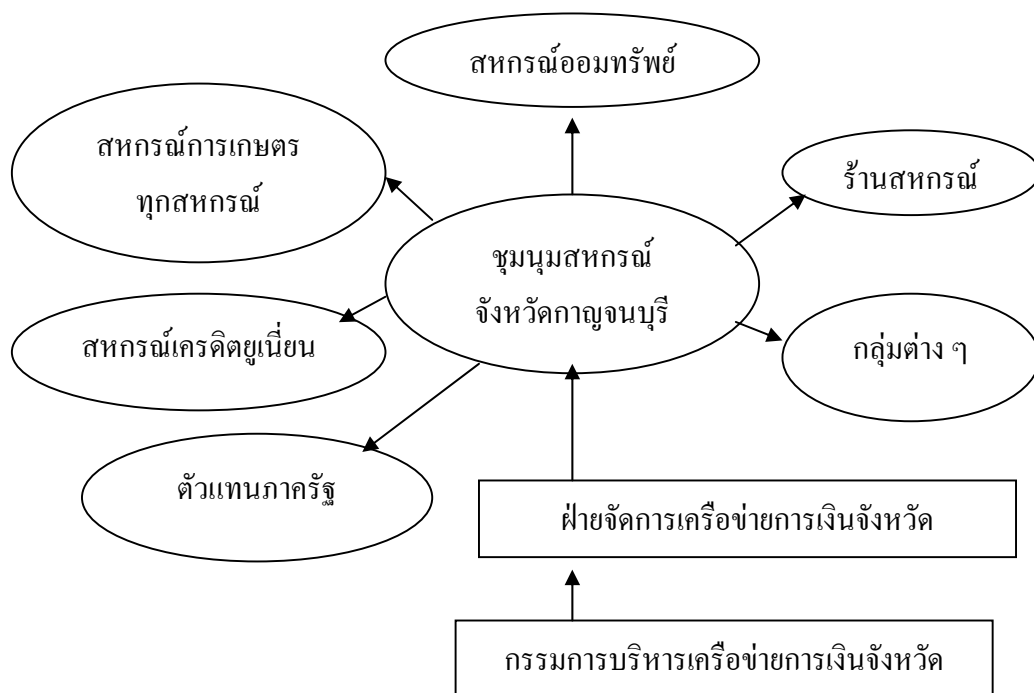 สหกรณ์ออมทรัพย์
สหกรณ์การเกษตร
ทุกสหกรณ์
ร้านสหกรณ์
ชุมนุมสหกรณ์
จังหวัดกาญจนบุรี
สหกรณ์เครดิตยูเนี่ยน
กลุ่มต่าง ๆ
ตัวแทนภาครัฐ
ฝ่ายจัดการเครือข่ายการเงินจังหวัด
กรรมการบริหารเครือข่ายการเงินจังหวัด